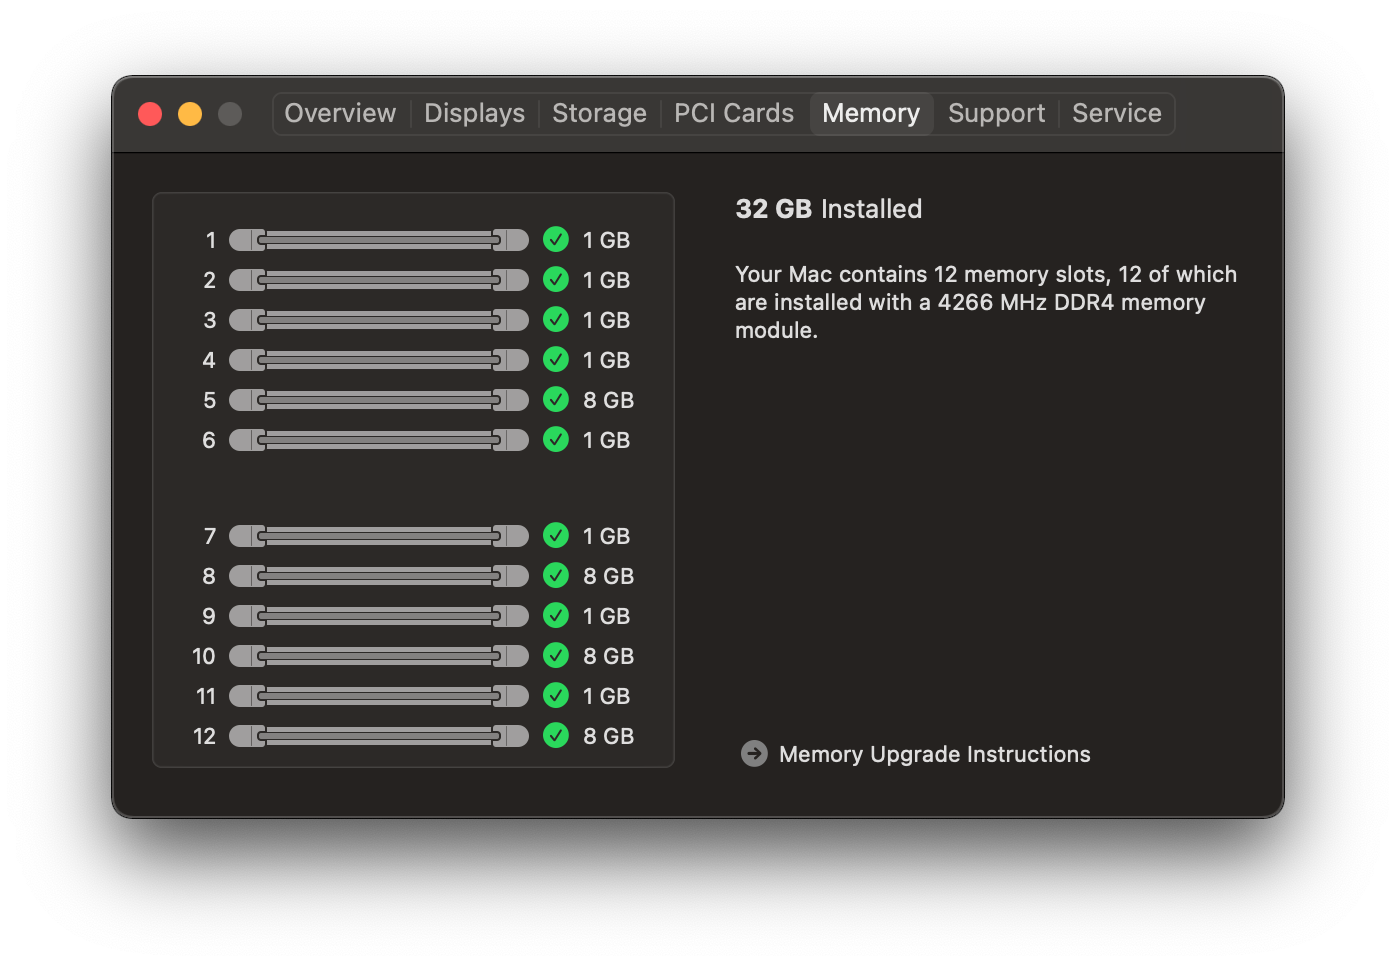 Overview Displays Storage PCI Cards Memory Support Service
1 1 GB
2 1 GB
3 1 GB
4 1 GB
5 8 GB
6 1 GB
7 1 GB
8 8 GB
9 1 GB
10 8 GB
11 1 GB
12 8 GB
32 GB Installed
Your Mac contains 12 memory slots, 12 of which
are installed with a 4266 MHz DDR4 memory
module.
Memory Upgrade Instructions